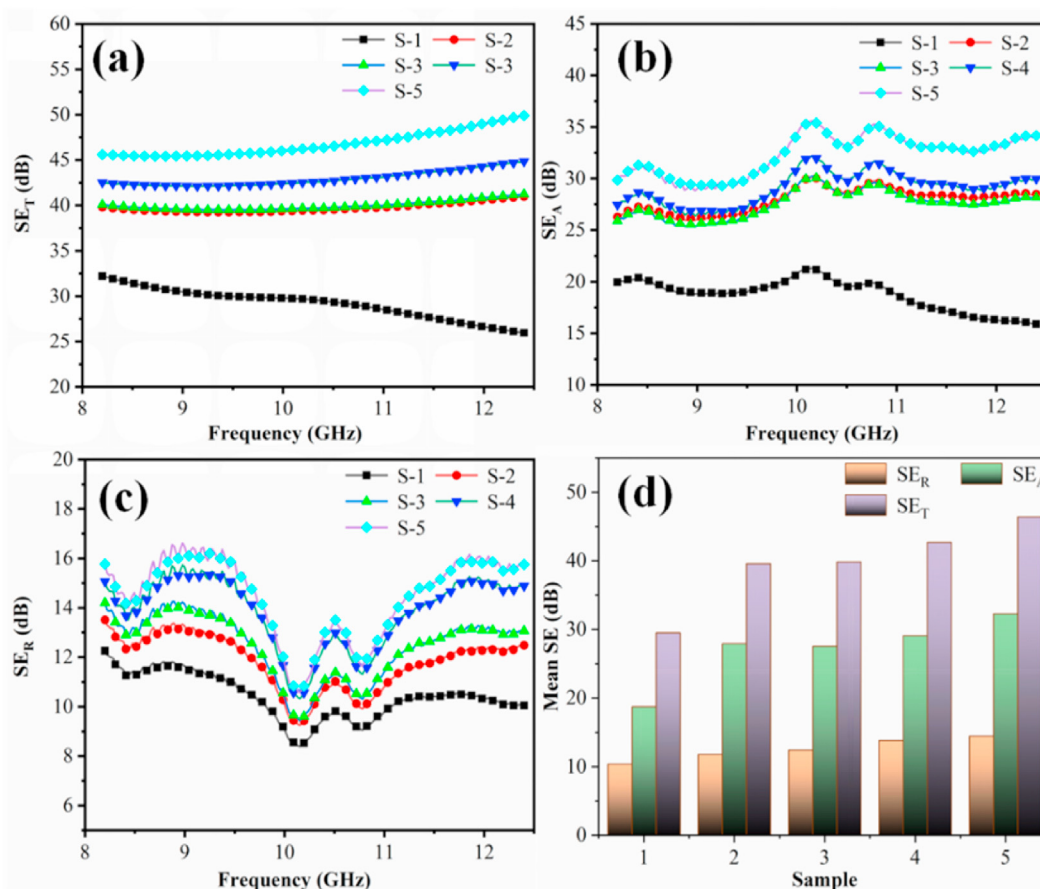 (a)
S-1 S-2
S-3 S-3
S-5
60
55
50
45
40
35
30
25
20
SE_T (dB)
8 9 10 11 12
Frequency (GHz)
(b)
S-1 S-2
S-3 S-4
S-5
45
40
35
30
25
20
15
10
SE_A (dB)
8 9 10 11 12
Frequency (GHz)
(c)
S-1 S-2
S-3 S-4
S-5
20
18
16
14
12
10
8
6
SE_R (dB)
8 9 10 11 12
Frequency (GHz)
(d)
SE_R
SE_T
50
40
30
20
10
0
Mean SE (dB)
1 2 3 4 5
Sample